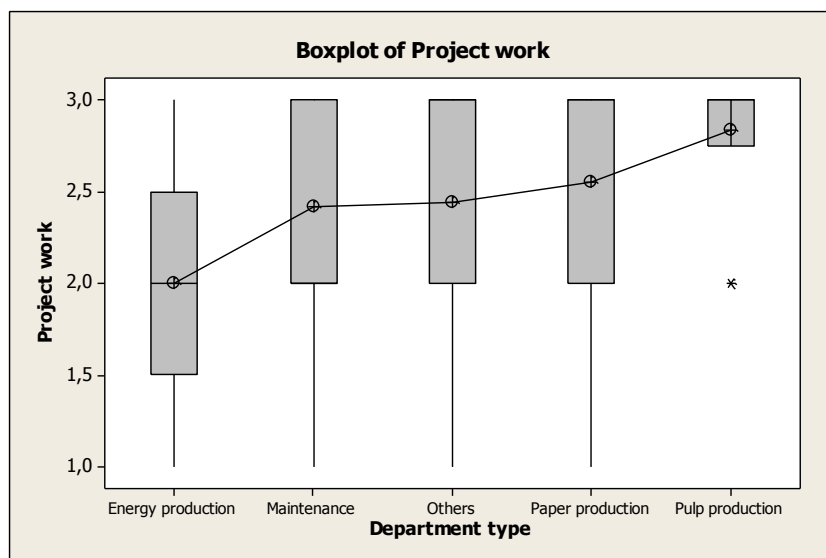 Boxplot of Project work
Project work
3,0
2,5
2,0
1,5
1,0
Energy production
Maintenance
Others
Paper production
Pulp production
Department type